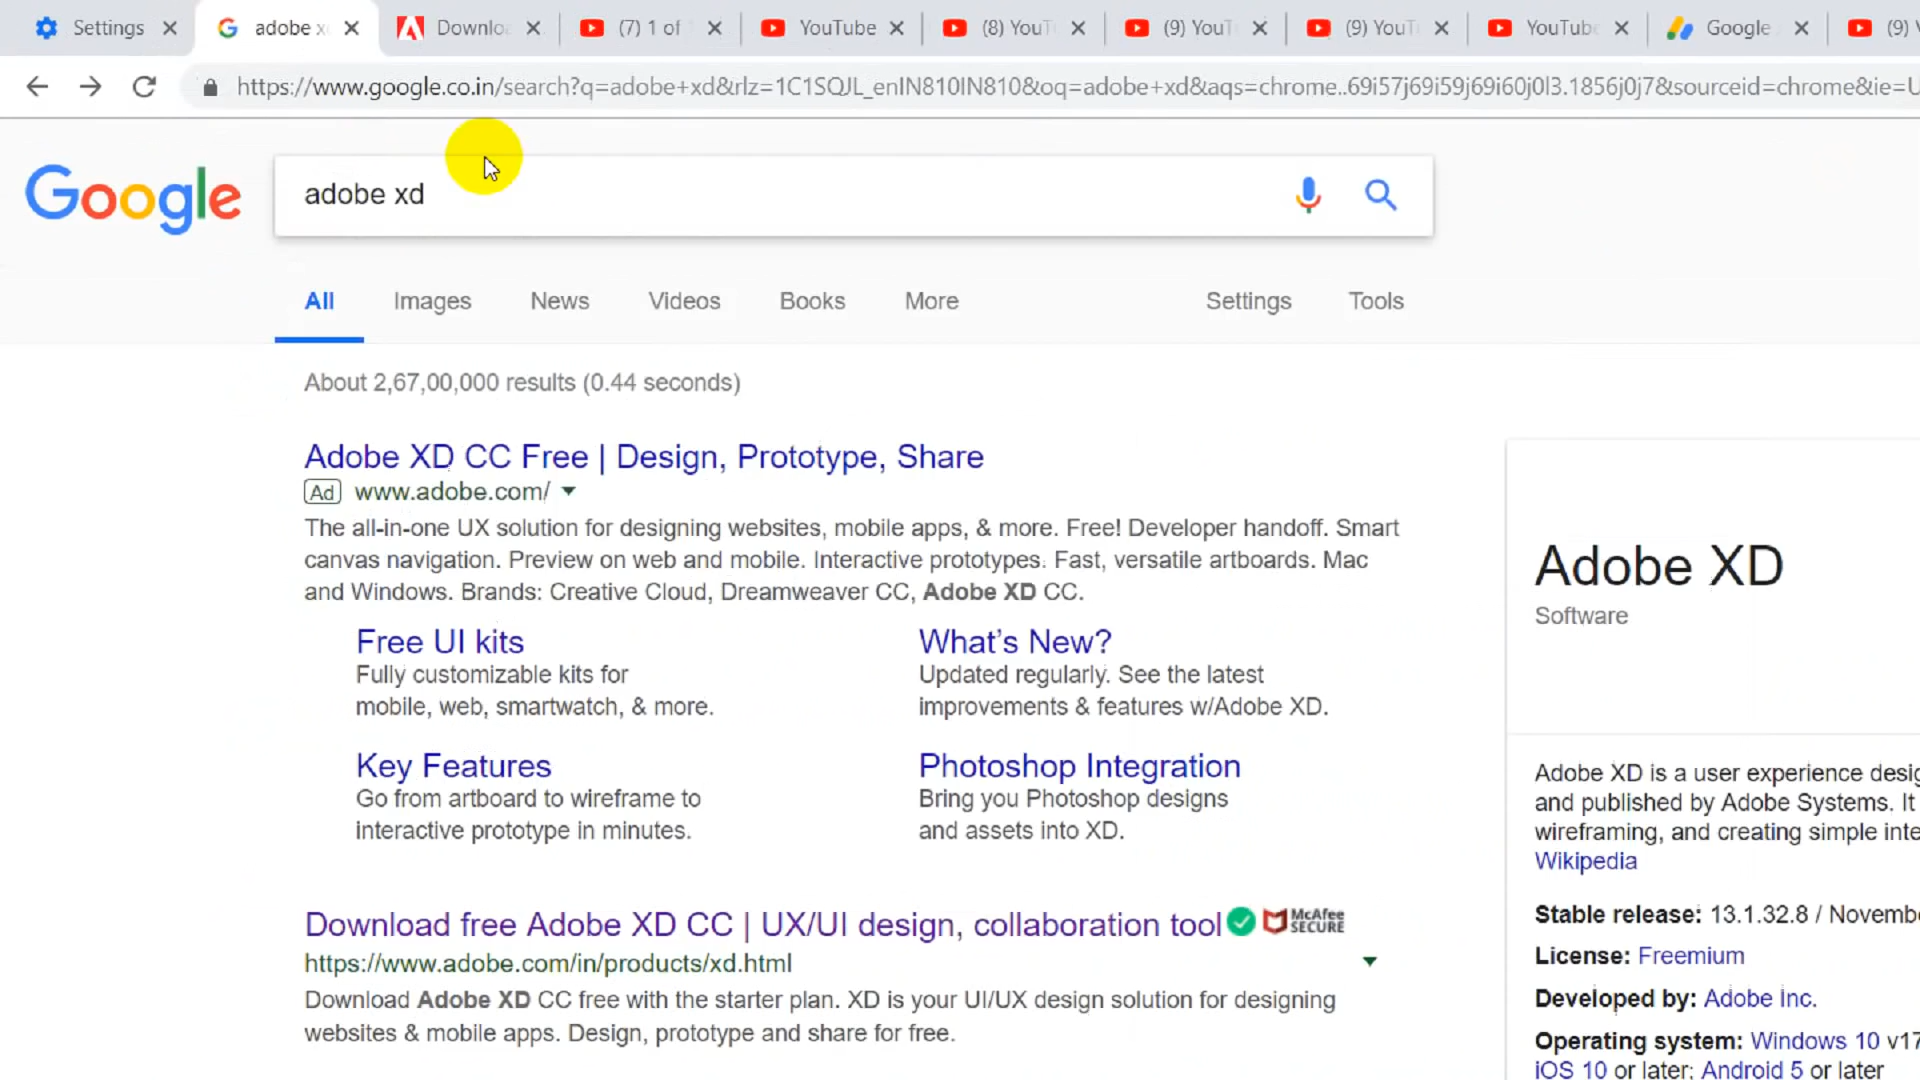 Settings
adobe x
Downloa
(7) 1 of
YouTube
(8) YouT
(9) YouT
(9) YouT
YouTube
Google
(9)
https://www.google.co.in/search?q=adobe+xd&rlz=1C1SQJL_enIN810IN810&oq=adobe+xd&aqs=chrome..69i57j69i59j69i60j0l3.1856j0j7&sourceid=chrome&ie=U
Google
adobe xd
All
Images
News
Videos
Books
More
Settings
Tools
About 2,67,00,000 results (0.44 seconds)
Adobe XD CC Free | Design, Prototype, Share
Ad www.adobe.com/
The all-in-one UX solution for designing websites, mobile apps, & more. Free! Developer handoff. Smart
canvas navigation. Preview on web and mobile. Interactive prototypes. Fast, versatile artboards. Mac
and Windows. Brands: Creative Cloud, Dreamweaver CC, Adobe XD CC.
Free UI kits
Fully customizable kits for
mobile, web, smartwatch, & more.
What's New?
Updated regularly. See the latest
improvements & features w/Adobe XD.
Key Features
Go from artboard to wireframe to
interactive prototype in minutes.
Photoshop Integration
Bring you Photoshop designs
and assets into XD.
Download free Adobe XD CC | UX/UI design, collaboration tool
McAfee
SECURE
https://www.adobe.com/in/products/xd.html
Download Adobe XD CC free with the starter plan. XD is your UI/UX design solution for designing
websites & mobile apps. Design, prototype and share for free.
Adobe XD
Software
Adobe XD is a user experience desig
and published by Adobe Systems. It
wireframing, and creating simple inte
Wikipedia
Stable release: 13.1.32.8 / Novembe
License: Freemium
Developed by: Adobe Inc.
Operating system: Windows 10 v17
iOS 10 or later; Android 5 or later